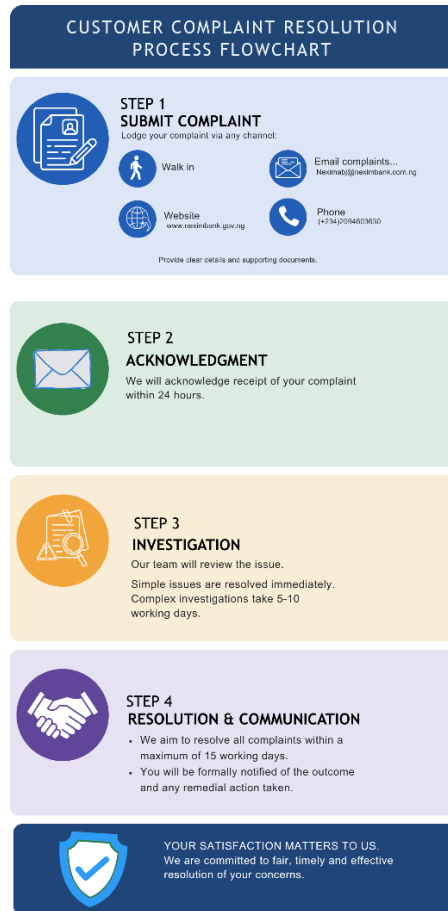 CUSTOMER COMPLAINT RESOLUTION
PROCESS FLOWCHART
STEP 1
SUBMIT COMPLAINT
Lodge your complaint via any channel:
Walk in
Email complaints...
Neximabj@neximbank.com.ng
Website
www.neximbank.gov.ng
Phone
(+234)2094603630
Provide clear details and supporting documents.
STEP 2
ACKNOWLEDGMENT
We will acknowledge receipt of your complaint
within 24 hours.
STEP 3
INVESTIGATION
Our team will review the issue.
Simple issues are resolved immediately.
Complex investigations take 5-10
working days.
STEP 4
RESOLUTION & COMMUNICATION
• We aim to resolve all complaints within a
maximum of 15 working days.
• You will be formally notified of the outcome
and any remedial action taken.
YOUR SATISFACTION MATTERS TO US.
We are committed to fair, timely and effective
resolution of your concerns.